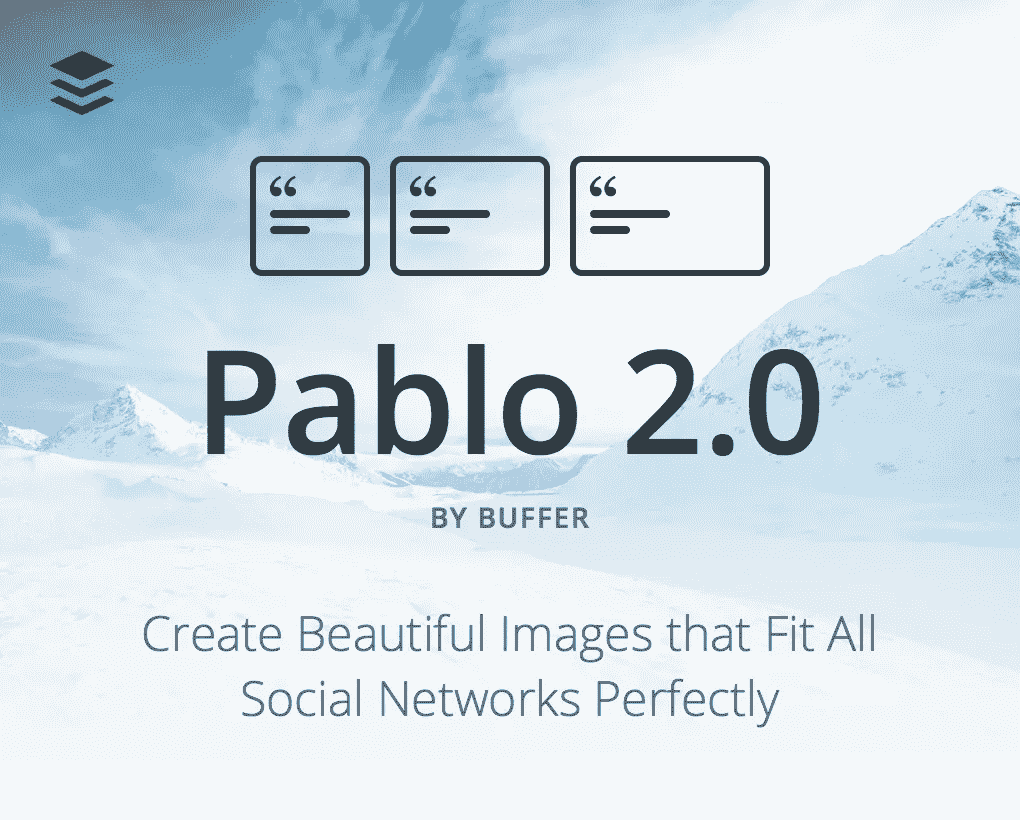 Pablo 2.0
BY BUFFER
Create Beautiful Images that Fit All
Social Networks Perfectly